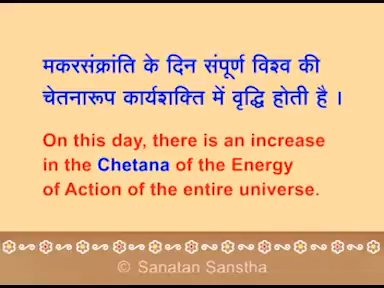 मकरसंक्रांति के दिन संपूर्ण विश्व की
चेतनारूप कार्यशक्ति में वृद्धि होती है ।
On this day, there is an increase
in the Chetana of the Energy
of Action of the entire universe.
© Sanatan Sanstha